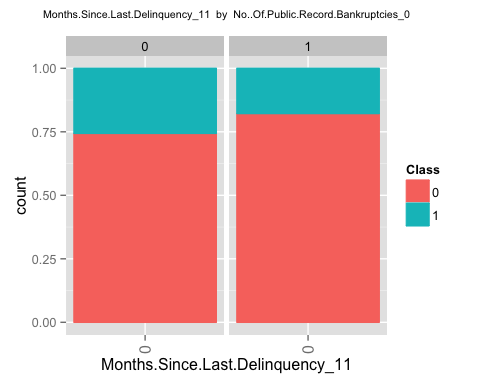 Months.Since.Last.Delinquency_11 by No..Of.Public.Record.Bankruptcies_0
0 1
1.00
0.75
0.50
0.25
0.00
count
Class
0
1
0 0
Months.Since.Last.Delinquency_11